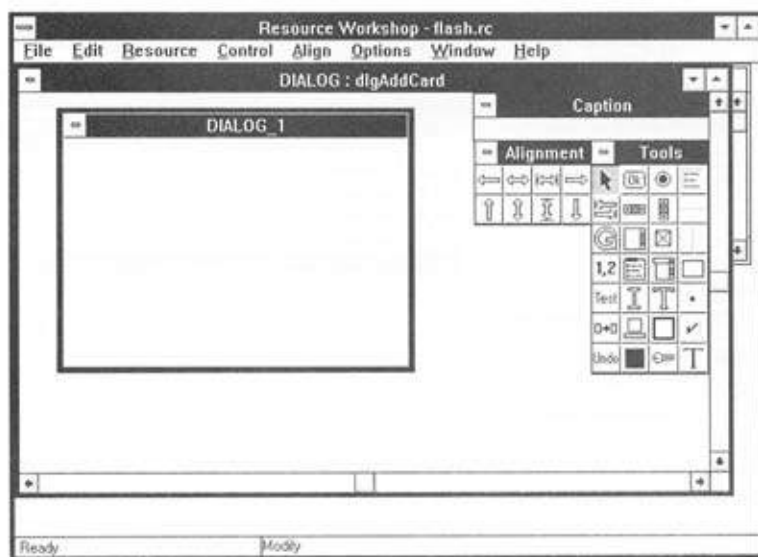 Resource Workshop - flash.rc
File Edit Resource Control Align Options Window Help
DIALOG : dlgAddCard
Caption
DIALOG_1
Alignment
Tools
Ok
1,2
Test
Undo
Ready
Modify